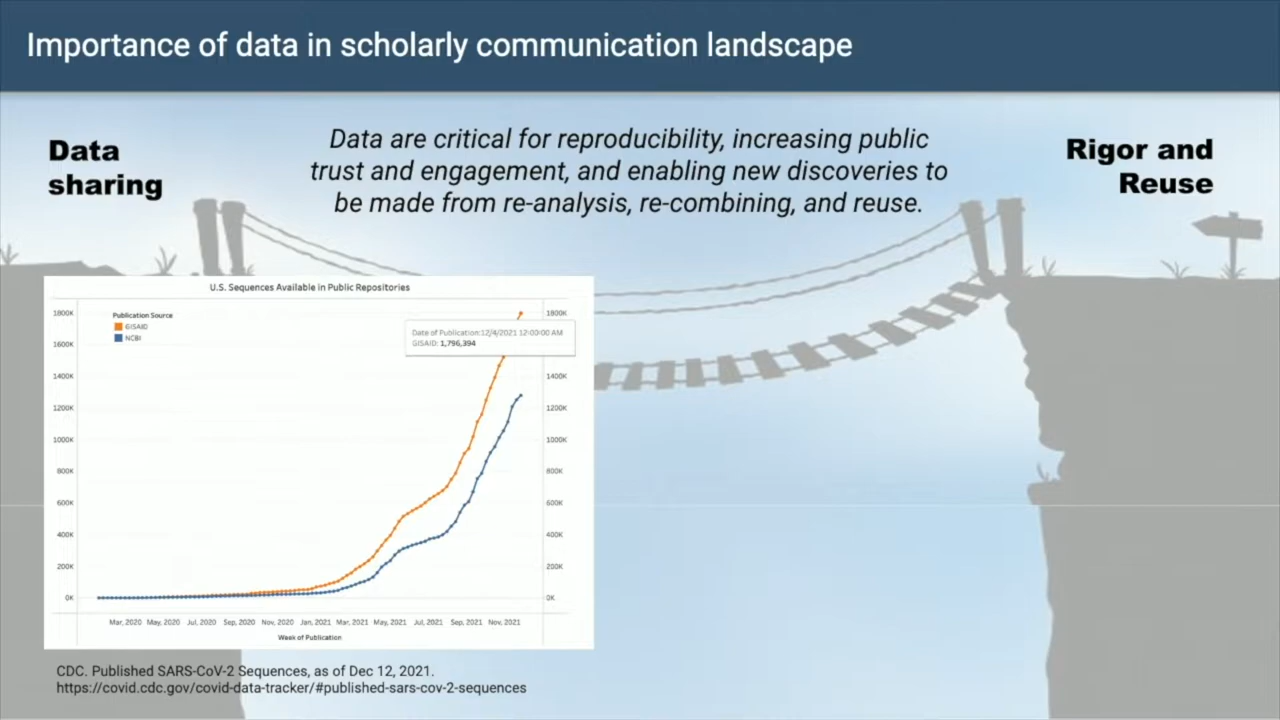 Importance of data in scholarly communication landscape
Data
sharing
Data are critical for reproducibility, increasing public
trust and engagement, and enabling new discoveries to
be made from re-analysis, re-combining, and reuse.
Rigor and
Reuse
U.S. Sequences Available in Public Repositories
Publication Source
GISAID
NCBI
Date of Publication:12/4/2021 12:00:00 AM
GISAID: 1,796,394
1800K 1800K
1600K
1400K 1400K
1200K 1200K
1000K 1000K
800K 800K
600K 600K
400K 400K
200K 200K
0K 0K
Mar, 2020 May, 2020 Jul, 2020 Sep, 2020 Nov, 2020 Jan, 2021 Mar, 2021 May, 2021 Jul, 2021 Sep, 2021 Nov, 2021
Week of Publication
CDC. Published SARS-CoV-2 Sequences, as of Dec 12, 2021.
https://covid.cdc.gov/covid-data-tracker/#published-sars-cov-2-sequences